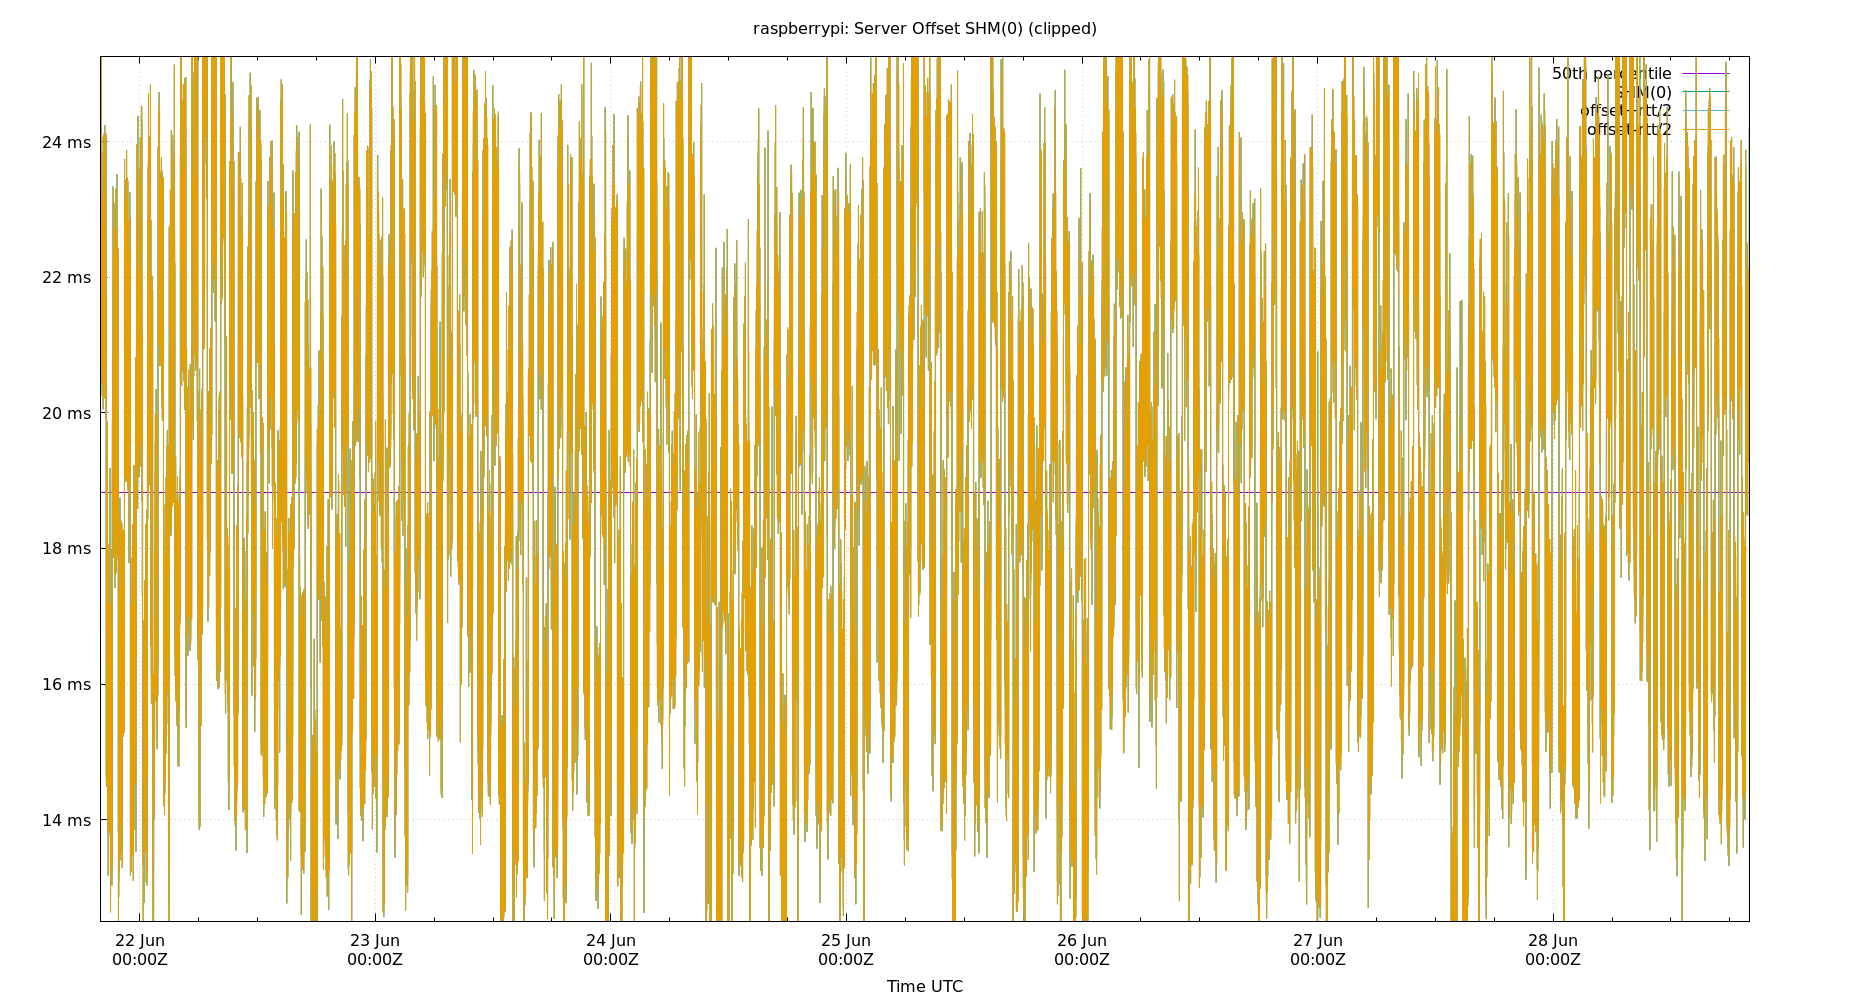 raspberrypi: Server Offset SHM(0) (clipped)
50th percentile
SHM(0)
offset-rtt/2
offset-rtt/2
24 ms
22 ms
20 ms
18 ms
16 ms
14 ms
22 Jun 23 Jun 24 Jun 25 Jun 26 Jun 27 Jun 28 Jun
00:00Z 00:00Z 00:00Z 00:00Z 00:00Z 00:00Z 00:00Z
Time UTC